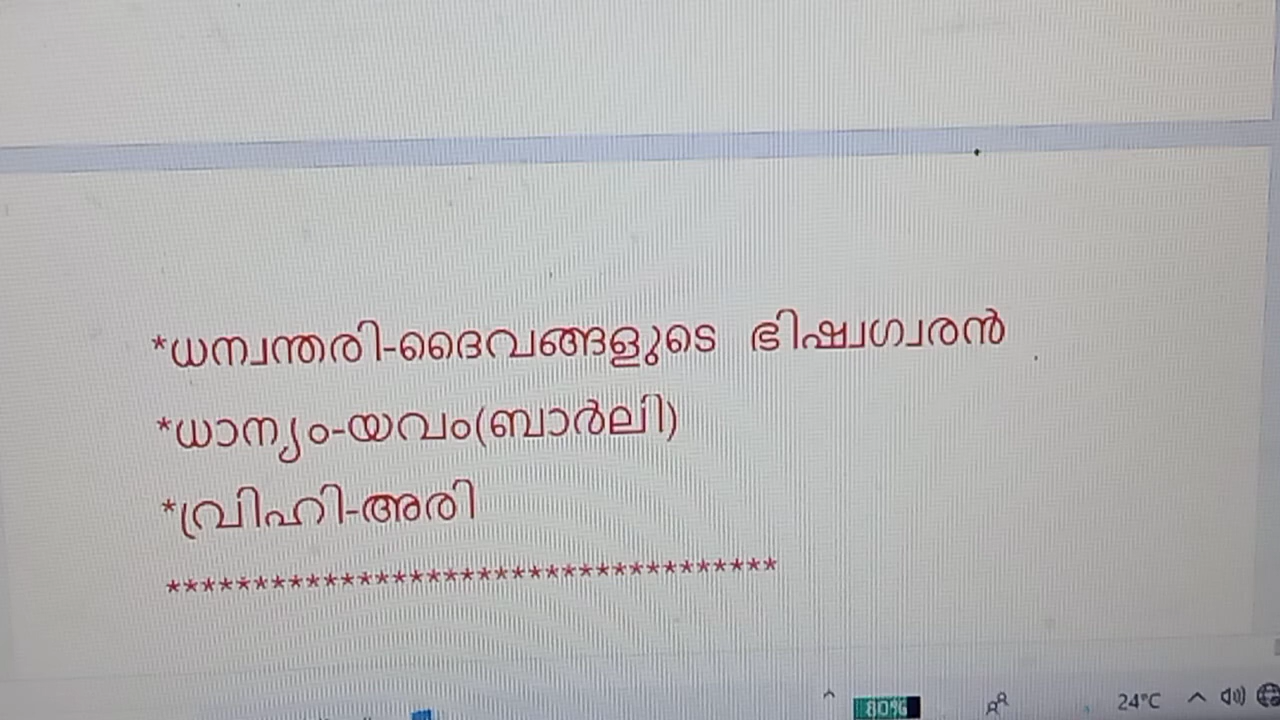 *ധന്വന്തരി-ദൈവങ്ങളുടെ ഭിഷഗ്വരൻ
*ധാന്യം-യവം(ബാർലി)
*വ്രിഹി-അരി
***********************************
80%
24°C